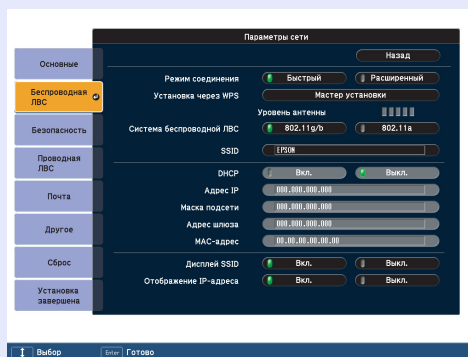 Параметры сети
Назад
Основные
Беспроводная ЛВС
Безопасность
Проводная ЛВС
Почта
Другое
Сброс
Установка завершена
Режим соединения Быстрый Расширенный
Установка через WPS Мастер установки
Уровень антенны
Система беспроводной ЛВС 802.11g/b 802.11a
SSID EPSON
DHCP Вкл. Выкл.
Адрес IP 000.000.000.000
Маска подсети 000.000.000.000
Адрес шлюза 000.000.000.000
MAC-адрес 00.00.00.00.00.00
Дисплей SSID Вкл. Выкл.
Отображение IP-адреса Вкл. Выкл.
Выбор Enter Готово